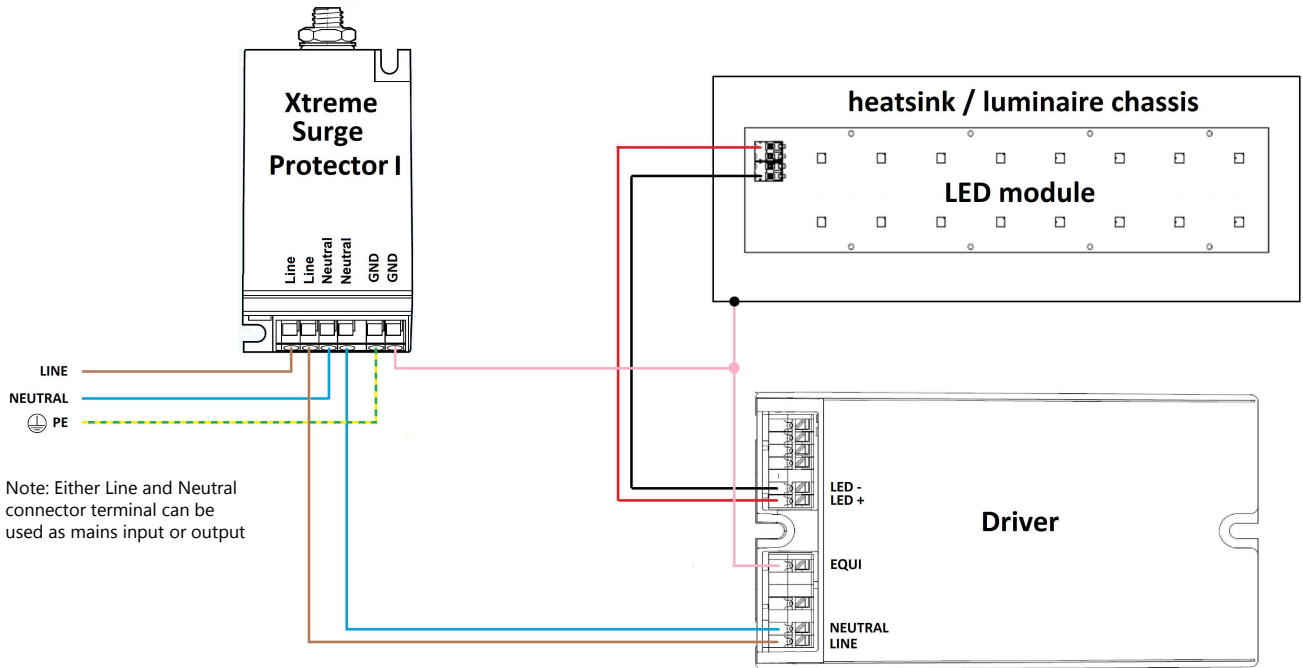 Xtreme
Surge
Protector I
Line
Line
Neutral
Neutral
GND
GND
LINE
NEUTRAL
PE
Note: Either Line and Neutral
connector terminal can be
used as mains input or output
heatsink / luminaire chassis
LED module
LED -
LED +
Driver
EQUI
NEUTRAL
LINE